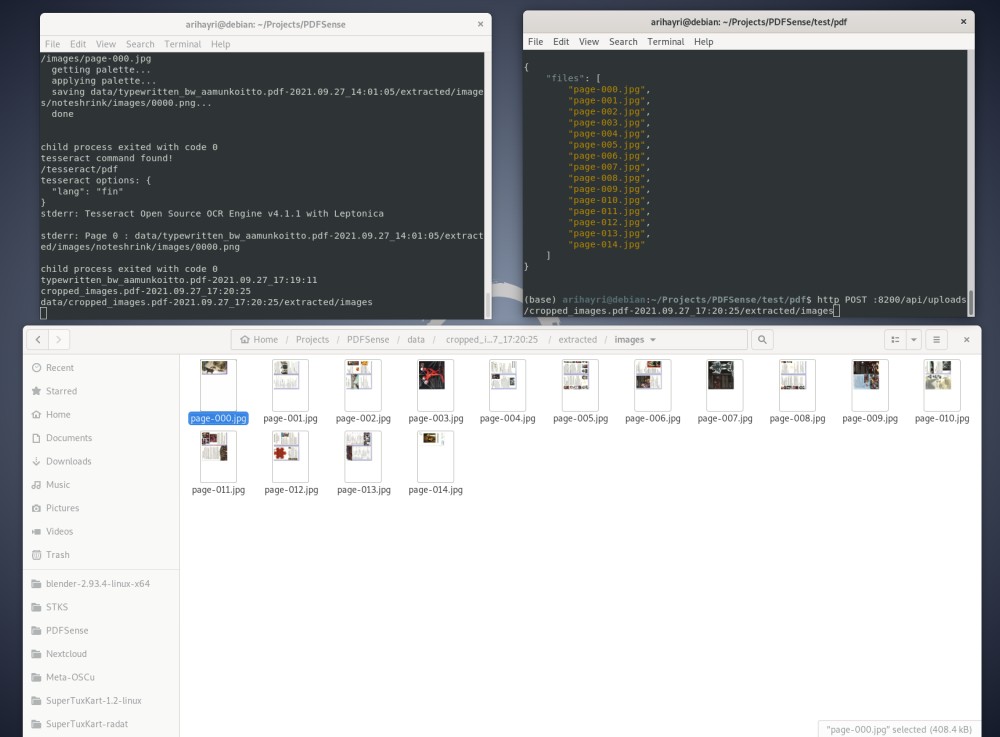 arihayri@debian: ~/Projects/PDFSense
File Edit View Search Terminal Help
/images/page-000.jpg
getting palette...
applying palette...
saving data/typewritten_bw_aamunkoitto.pdf-2021.09.27_14:01:05/extracted/image
s/noteshrink/images/0000.png...
done
child process exited with code 0
tesseract command found!
/tesseract/pdf
tesseract options: {
"lang": "fin"
}
stderr: Tesseract Open Source OCR Engine v4.1.1 with Leptonica
stderr: Page 0 : data/typewritten_bw_aamunkoitto.pdf-2021.09.27_14:01:05/extract
ed/images/noteshrink/images/0000.png
child process exited with code 0
typewritten_bw_aamunkoitto.pdf-2021.09.27_17:19:11
cropped_images.pdf-2021.09.27_17:20:25
data/cropped_images.pdf-2021.09.27_17:20:25/extracted/images
arihayri@debian: ~/Projects/PDFSense/test/pdf
File Edit View Search Terminal Help
{
"files": [
"page-000.jpg",
"page-001.jpg",
"page-002.jpg",
"page-003.jpg",
"page-004.jpg",
"page-005.jpg",
"page-006.jpg",
"page-007.jpg",
"page-008.jpg",
"page-009.jpg",
"page-010.jpg",
"page-011.jpg",
"page-012.jpg",
"page-013.jpg",
"page-014.jpg"
]
}
(base) arihayri@debian:~/Projects/PDFSense/test/pdf$ http POST :8200/api/uploads
/cropped_images.pdf-2021.09.27_17:20:25/extracted/images
Home / Projects / PDFSense / data / cropped_i...7_17:20:25 / extracted / images
Recent
Starred
Home
Documents
Downloads
Music
Pictures
Videos
Trash
blender-2.93.4-linux-x64
STKS
PDFSense
Nextcloud
Meta-OSCu
SuperTuxKart-1.2-linux
SuperTuxKart-radat
page-000.jpg page-001.jpg page-002.jpg page-003.jpg page-004.jpg page-005.jpg page-006.jpg page-007.jpg page-008.jpg page-009.jpg page-010.jpg
page-011.jpg page-012.jpg page-013.jpg page-014.jpg
"page-000.jpg" selected (408.4 kB)